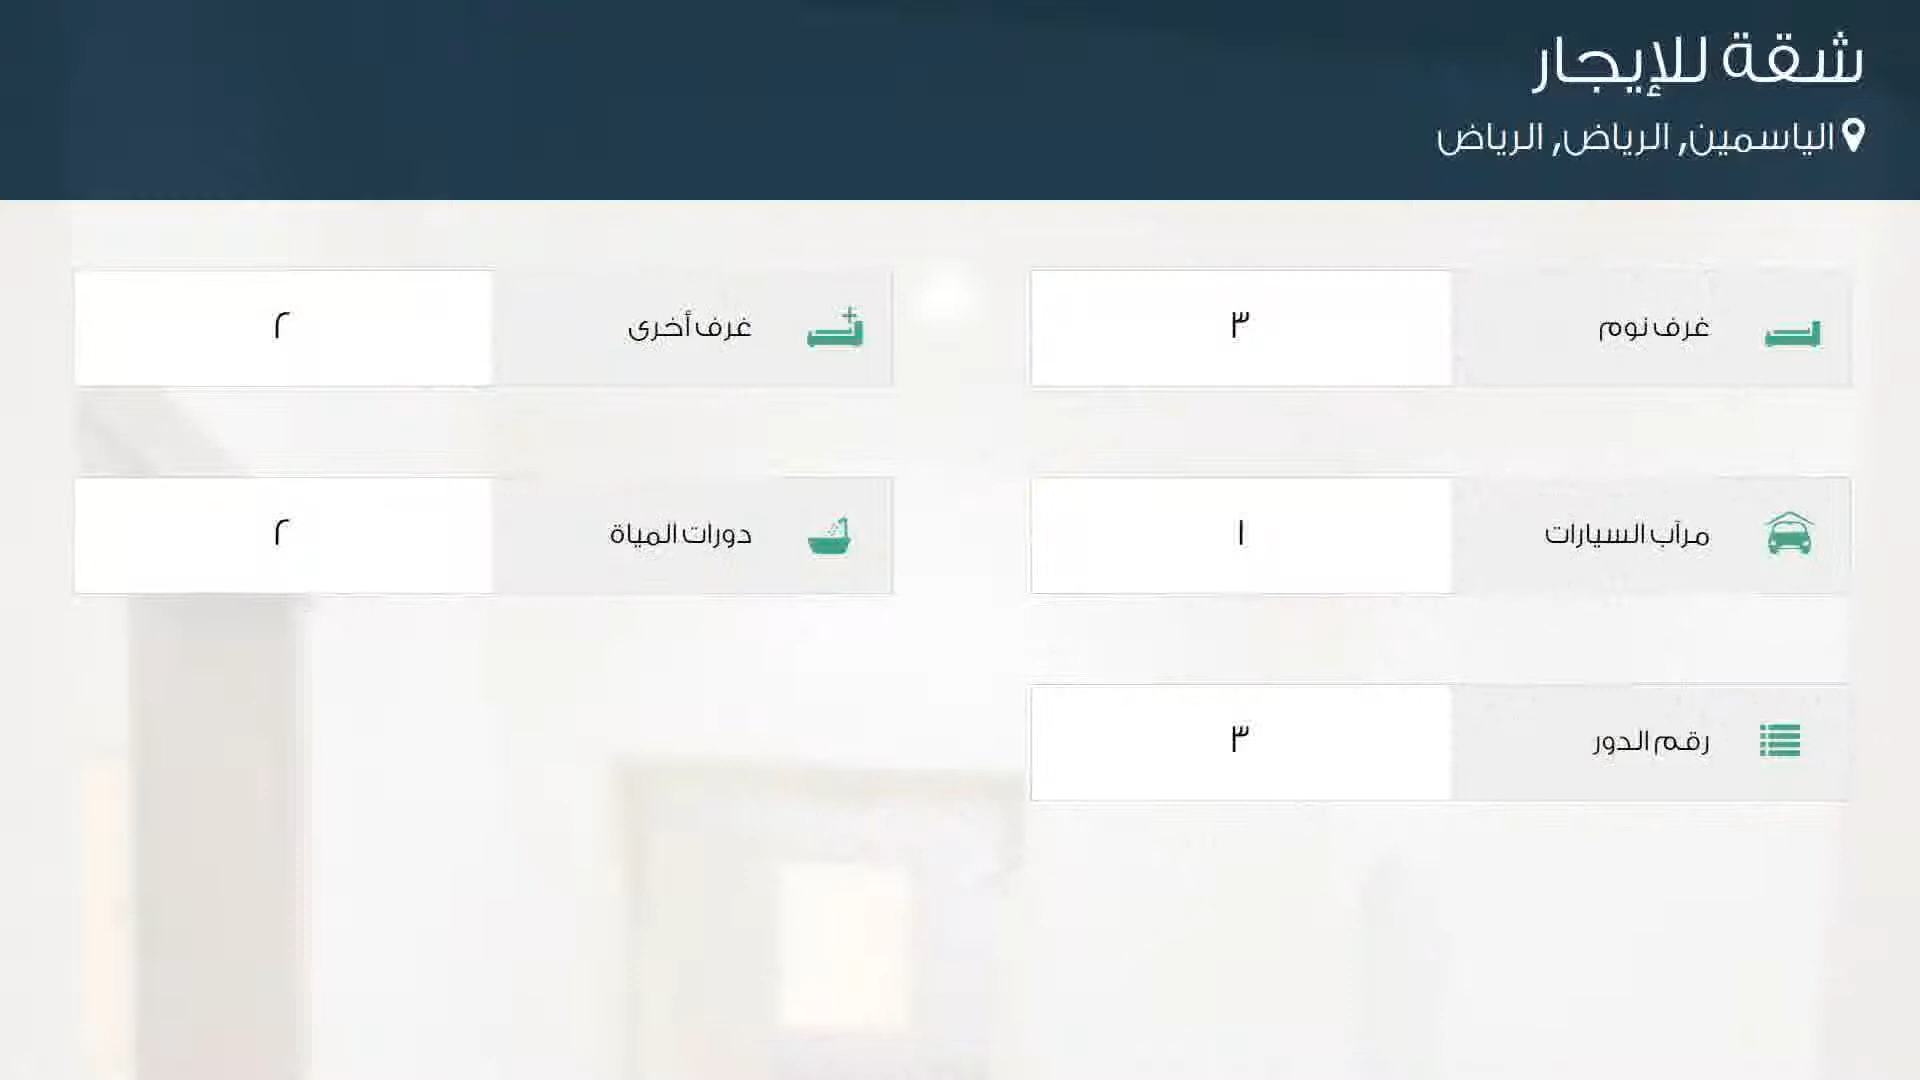 شقة للإيجار
الياسمين, الرياض, الرياض
غرف نوم ٣
غرف أخرى ٢
مرآب السيارات ١
دورات المياة ٢
رقم الدور ٣